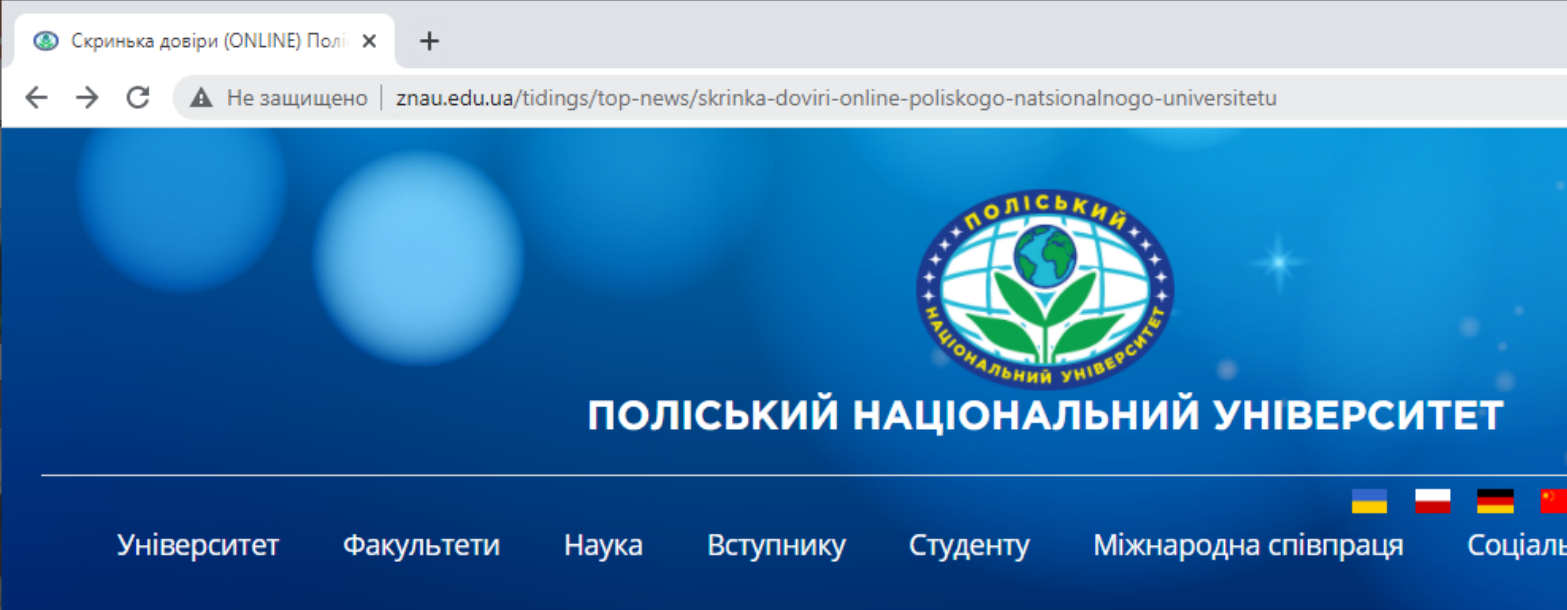 Скринька довіри (ONLINE) Полі
Не защищено znau.edu.ua/tidings/top-news/skrinka-doviri-online-poliskogo-natsionalnogo-universitetu
ПОЛІСЬКИЙ
НАЦІОНАЛЬНИЙ УНІВЕРСИТЕТ
ПОЛІСЬКИЙ НАЦІОНАЛЬНИЙ УНІВЕРСИТЕТ
Університет Факультети Наука Вступнику Студенту Міжнародна співпраця Соціаль